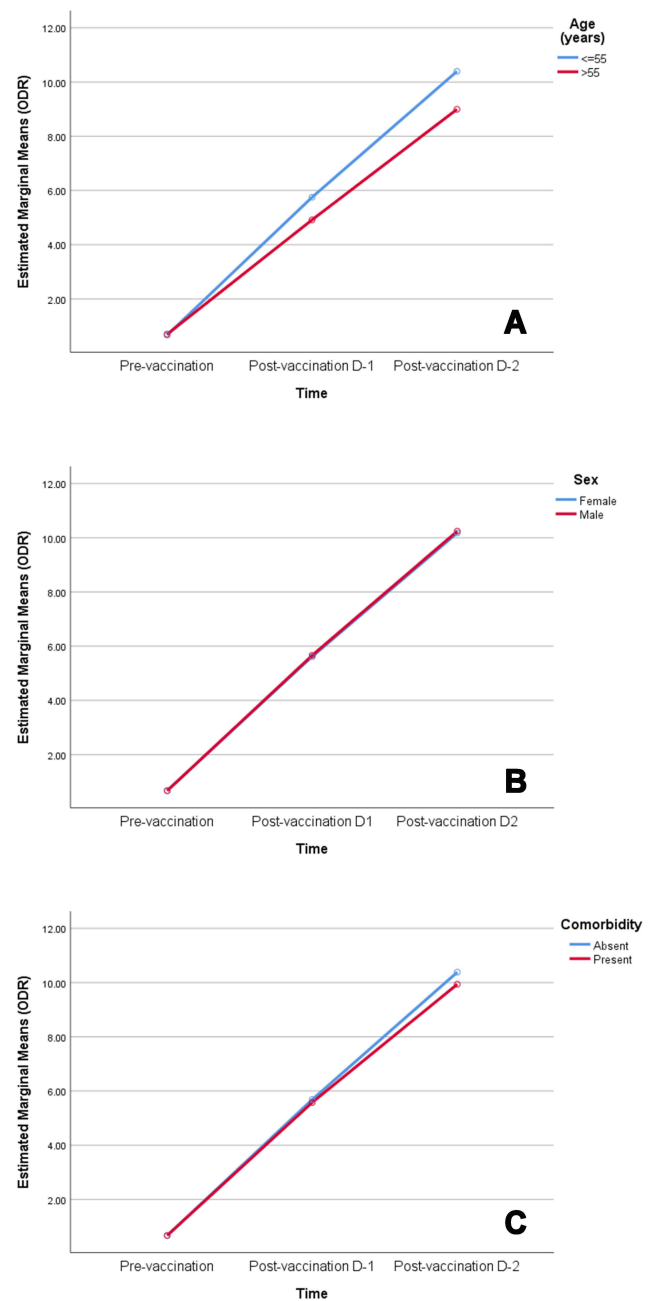 Age
(years)
<=55
>55
Estimated Marginal Means (ODR)
12.00
10.00
8.00
6.00
4.00
2.00
A
Pre-vaccination Post-vaccination D-1 Post-vaccination D-2
Time
Sex
Female
Male
Estimated Marginal Means (ODR)
12.00
10.00
8.00
6.00
4.00
2.00
B
Pre-vaccination Post-vaccination D1 Post-vaccination D2
Time
Comorbidity
Absent
Present
Estimated Marginal Means (ODR)
12.00
10.00
8.00
6.00
4.00
2.00
C
Pre-vaccination Post-vaccination D-1 Post-vaccination D-2
Time